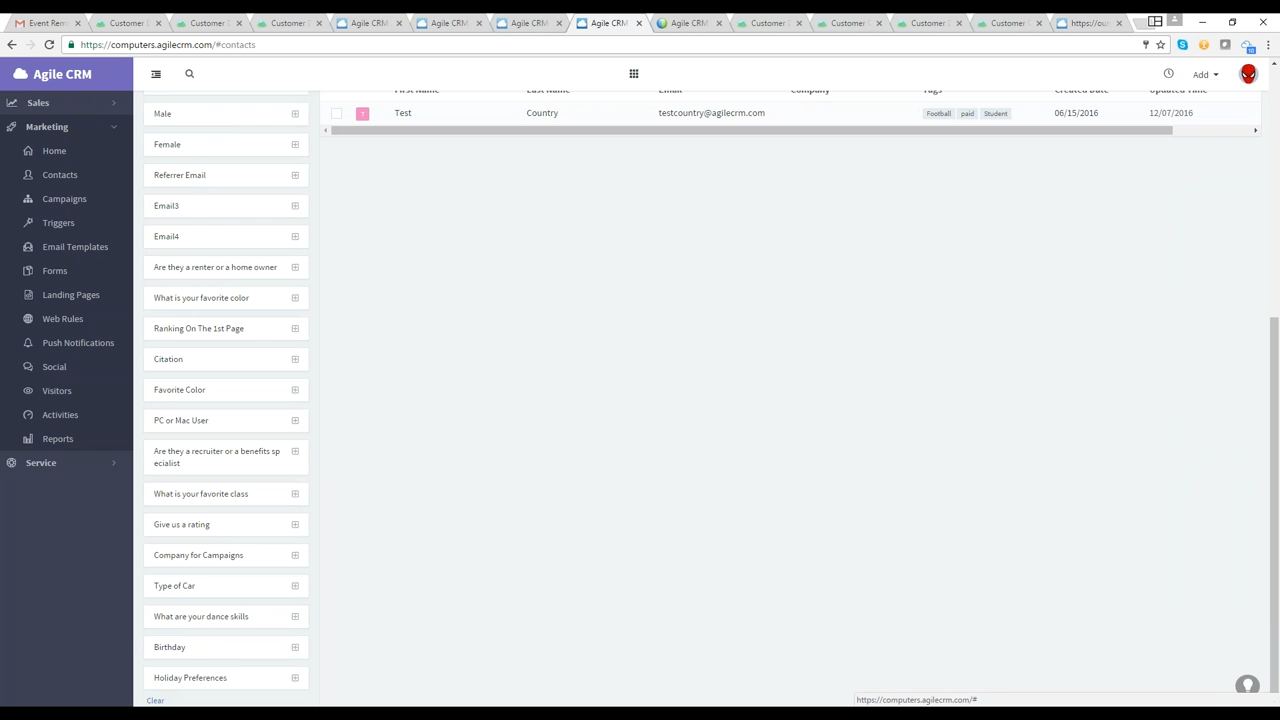 Event Rem
Customer
Customer
Customer
Agile CRM
Agile CRM
Agile CRM
Agile CRM
Agile CRM
Customer
Customer
Customer
Customer
https://our
https://computers.agilecrm.com/#contacts
Agile CRM
Add
Sales
Marketing
Home
Contacts
Campaigns
Triggers
Email Templates
Forms
Landing Pages
Web Rules
Push Notifications
Social
Visitors
Activities
Reports
Service
Male
Female
Referrer Email
Email3
Email4
Are they a renter or a home owner
What is your favorite color
Ranking On The 1st Page
Citation
Favorite Color
PC or Mac User
Are they a recruiter or a benefits sp
ecialist
What is your favorite class
Give us a rating
Company for Campaigns
Type of Car
What are your dance skills
Birthday
Holiday Preferences
Clear
First Name Last Name Email Company Tags Created Date Updated Time
T Test Country testcountry@agilecrm.com Football paid Student 06/15/2016 12/07/2016
https://computers.agilecrm.com/#